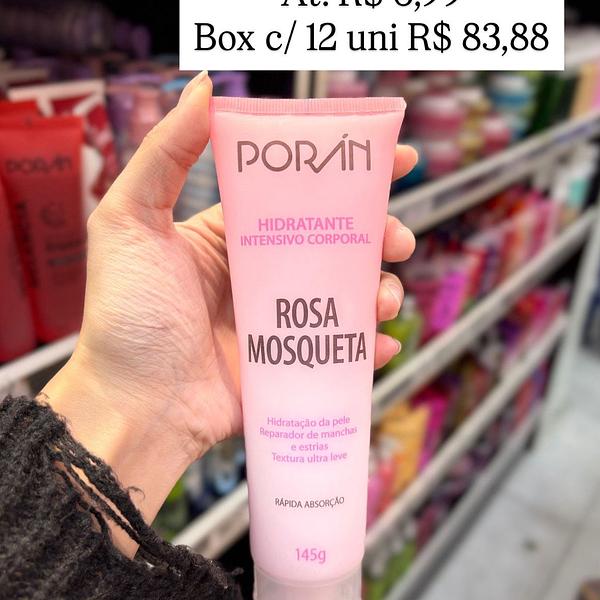 Box c/ 12 uni R$ 83,88
PORÁN
PORÁN
HIDRATANTE
INTENSIVO CORPORAL
ROSA
MOSQUETA
Hidratação da pele
Reparador de manchas
e estrias
Textura ultra leve
RÁPIDA ABSORÇÃO
145g